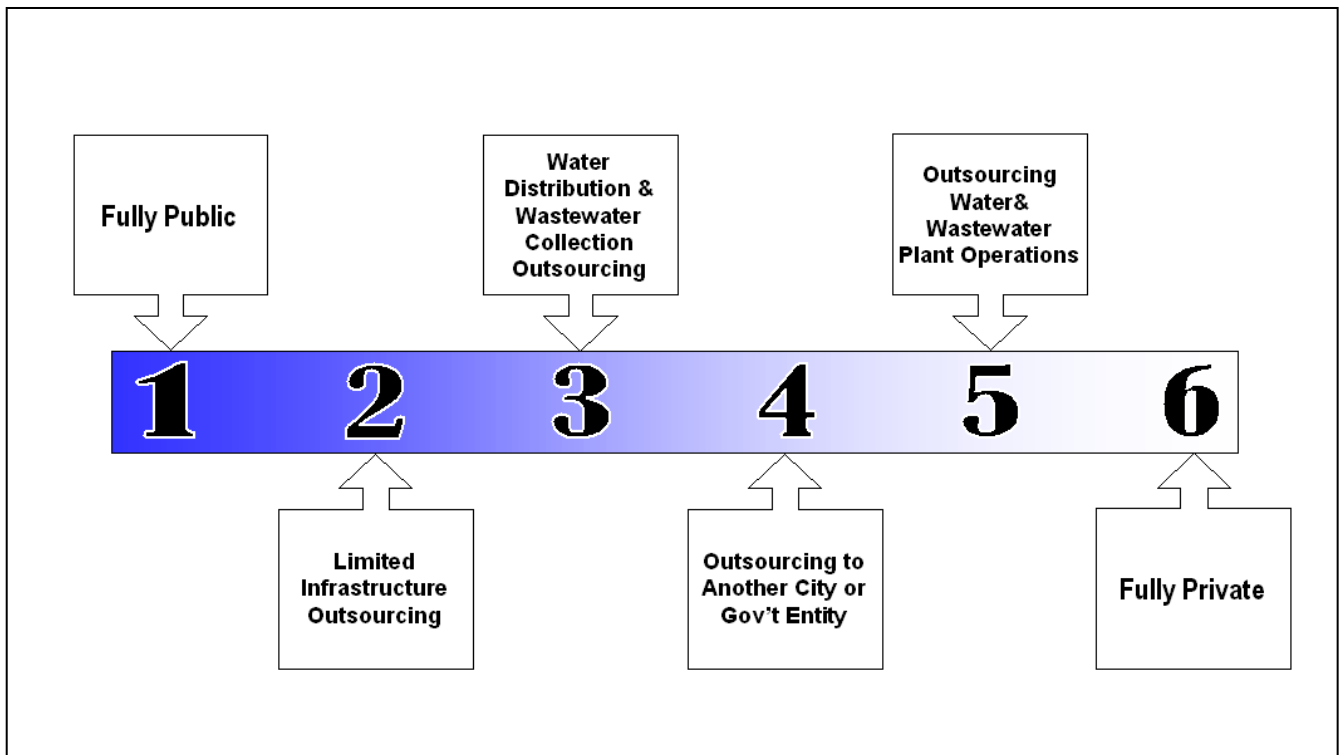 Fully Public
Water
Distribution &
Wastewater
Collection
Outsourcing
Outsourcing
Water&
Wastewater
Plant Operations
1 2 3 4 5 6
Limited
Infrastructure
Outsourcing
Outsourcing to
Another City or
Gov't Entity
Fully Private